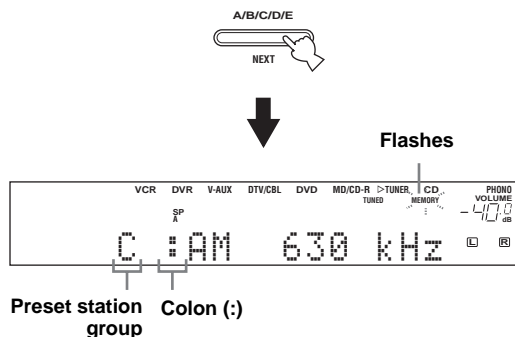 A/B/C/D/E
NEXT
Flashes
VCR DVR V-AUX DTV/CBL DVD MD/CD-R ▷TUNER CD PHONO
TUNED MEMORY VOLUME
SP
A
-40.0 dB
C :AM 630 kHz L R
Preset station group
Colon (:)